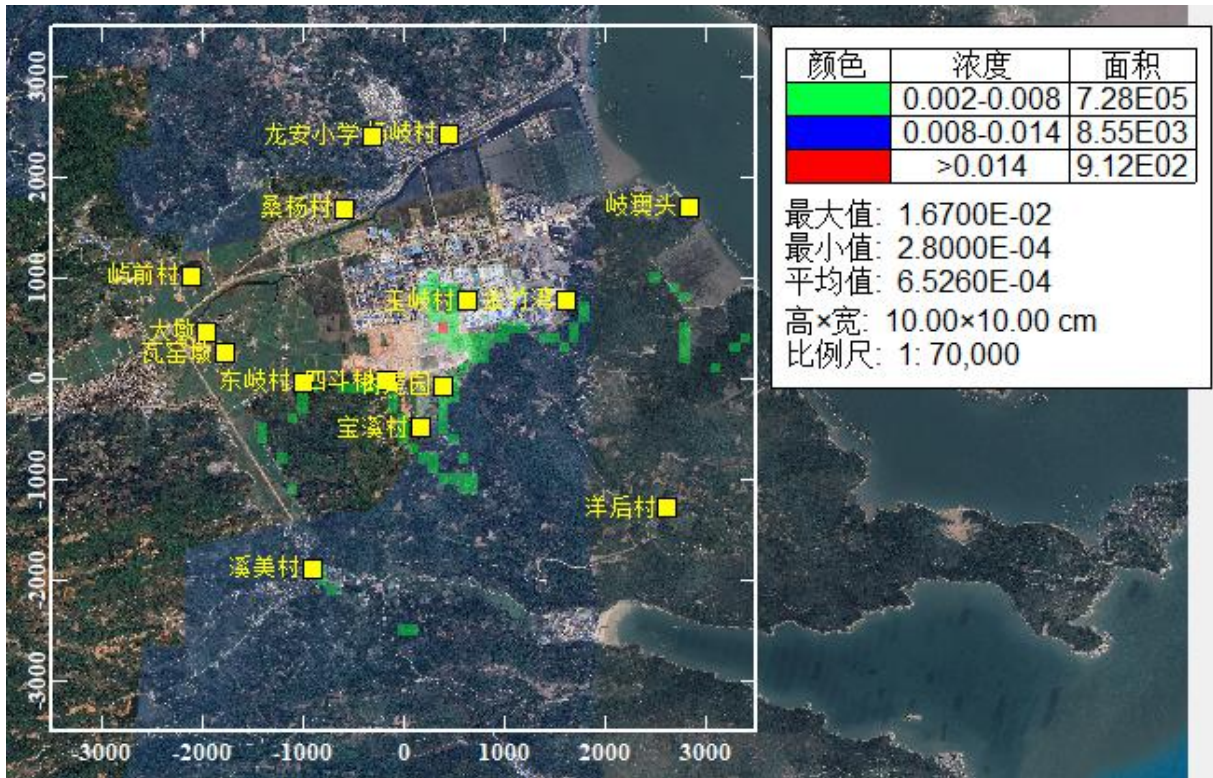 颜色 浓度 面积
0.002-0.008 7.28E05
0.008-0.014 8.55E03
>0.014 9.12E02
最大值: 1.6700E-02
最小值: 2.8000E-04
平均值: 6.5260E-04
高×宽: 10.00×10.00 cm
比例尺: 1: 70,000
3000
2000
1000
0
-1000
-2000
-3000
龙安小学
岐村
桑杨村
岐澳头
屿前村
玉岐村
大墩
瓦窑墩
东岐村
四斗
园
宝溪村
洋后村
溪美村
-3000 -2000 -1000 0 1000 2000 3000